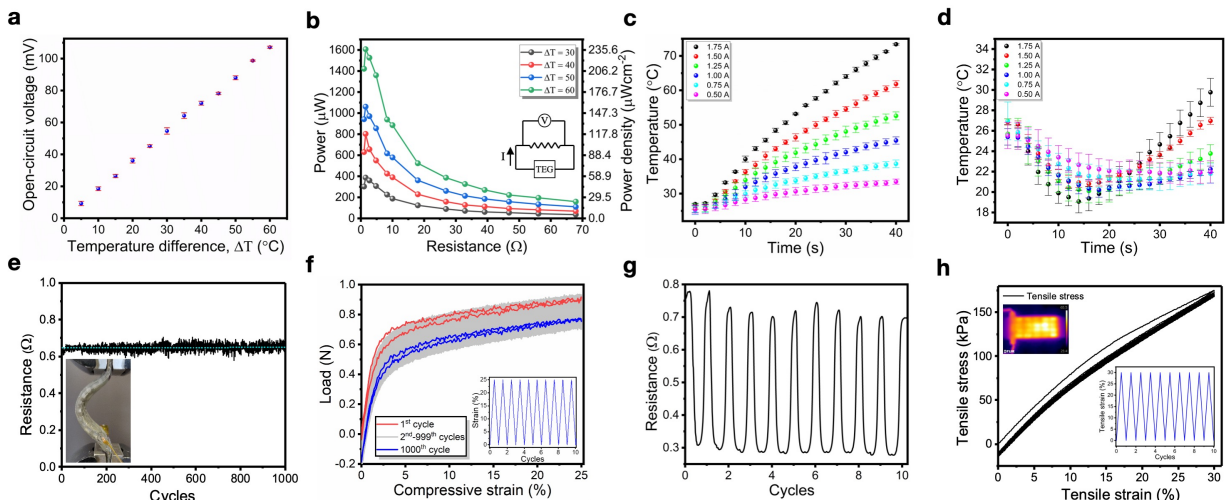 a
Open-circuit voltage (mV)
100
80
60
40
20
0
0 10 20 30 40 50 60
Temperature difference, ΔT (°C)
b
Power (µW)
1600
1400
1200
1000
800
600
400
200
0
ΔT = 30
ΔT = 40
ΔT = 50
ΔT = 60
V
I
TEG
235.6
206.2
176.7
147.3
117.8
88.4
58.9
29.5
0.0
Power density (µWcm⁻²)
0 10 20 30 40 50 60 70
Resistance (Ω)
c
Temperature (°C)
70
60
50
40
30
1.75 A
1.50 A
1.25 A
1.00 A
0.75 A
0.50 A
0 10 20 30 40
Time (s)
d
Temperature (°C)
34
32
30
28
26
24
22
20
18
1.75 A
1.50 A
1.25 A
1.00 A
0.75 A
0.50 A
0 10 20 30 40
Time (s)
e
Resistance (Ω)
1.0
0.8
0.6
0.4
0.2
0.0
0 200 400 600 800 1000
Cycles
f
Load (N)
1.0
0.8
0.6
0.4
0.2
0.0
-0.2
1st cycle
2nd-999th cycles
1000th cycle
Strain (%)
25
20
15
10
5
0
0 2 4 6 8 10
Cycles
0 5 10 15 20 25
Compressive strain (%)
g
Resistance (Ω)
0.8
0.7
0.6
0.5
0.4
0.3
0 2 4 6 8 10
Cycles
h
Tensile stress (kPa)
150
100
50
0
Tensile stress
Tensile strain (%)
30
25
20
15
10
5
0
0 2 4 6 8 10
Cycles
0 5 10 15 20 25 30
Tensile strain (%)